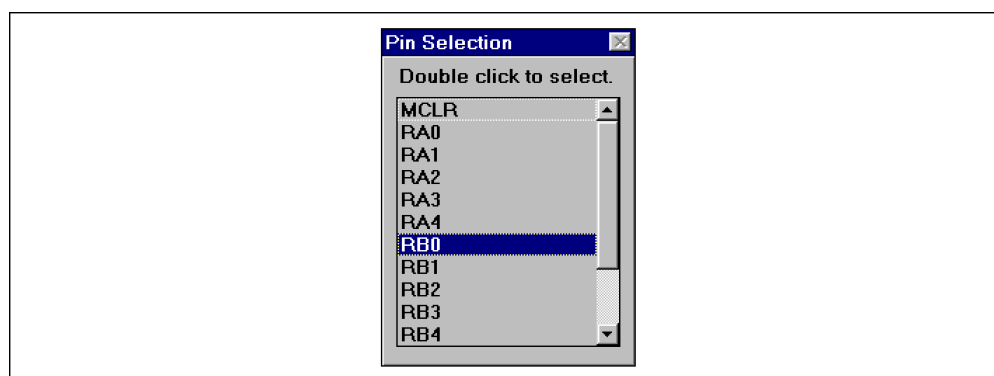 Pin Selection
Double click to select.
MCLR
RA0
RA1
RA2
RA3
RA4
RB0
RB1
RB2
RB3
RB4